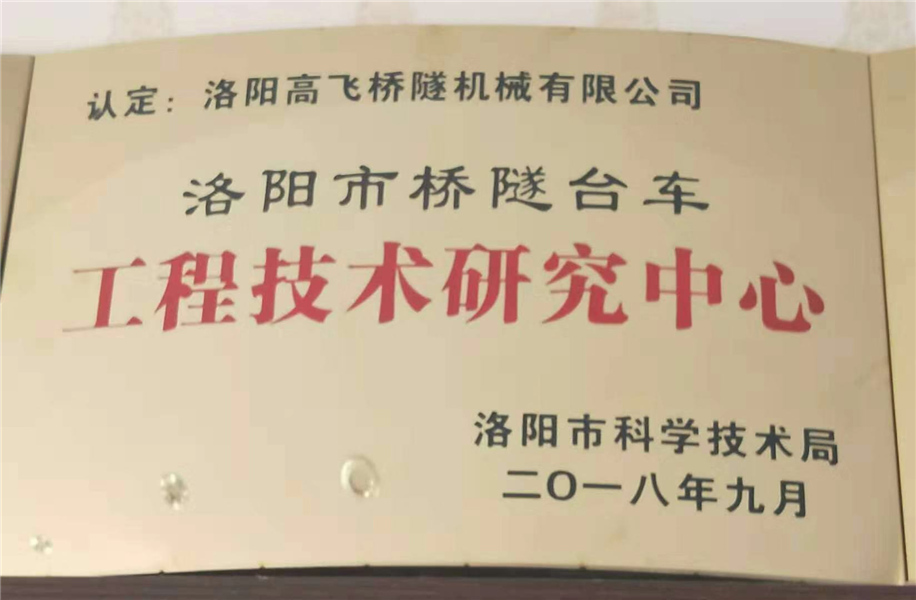 认定：洛阳高飞桥隧机械有限公司
洛阳市桥隧台车
工程技术研究中心
洛阳市科学技术局
二〇一八年九月